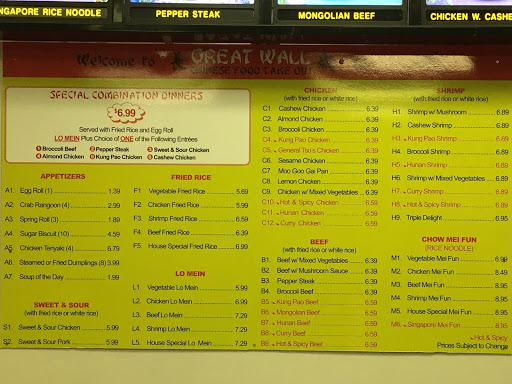 NGAPORE RICE NOODLE
PEPPER STEAK
MONGOLIAN BEEF
CHICKEN W. CASHE
Welcome to GREAT WALL
CHINESE FOOD TAKE OUT
SPECIAL COMBINATION DINNERS
$6.99
Served with Fried Rice and Egg Roll
LO MEIN Plus Choice of ONE of the Following Entrées
1 Broccoli Beef 2 Pepper Steak 3 Sweet & Sour Chicken
4 Almond Chicken 5 Kung Pao Chicken 6 Cashew Chicken
APPETIZERS
A1. Egg Roll (1) 1.39
A2. Crab Rangoon (4) 2.99
A3. Spring Roll (3) 1.89
A4. Sugar Biscuit (10) 4.59
A5. Chicken Teriyaki (4) 6.79
A6. Steamed or Fried Dumplings (8) 3.99
A7. Soup of the Day 1.99
SWEET & SOUR
S1. Sweet & Sour Chicken 5.99
S2. Sweet & Sour Pork 5.99
FRIED RICE
F1. Vegetable Fried Rice 5.69
F2. Chicken Fried Rice 5.99
F3. Shrimp Fried Rice 6.59
F4. Beef Fried Rice 6.39
F5. House Special Fried Rice 6.99
LO MEIN
L1. Vegetable Lo Mein 5.99
L2. Chicken Lo Mein 6.99
L3. Beef Lo Mein 7.29
L4. Shrimp Lo Mein 7.29
L5. House Special Lo Mein 7.29
CHICKEN
(with fried rice or white rice)
C1. Cashew Chicken 6.39
C2. Almond Chicken 6.39
C3. Broccoli Chicken 6.39
C4. Kung Pao Chicken 6.39
C5. General Tso's Chicken 6.39
C6. Sesame Chicken 6.39
C7. Moo Goo Gai Pan 6.39
C8. Lemon Chicken 6.39
C9. Chicken w/ Mixed Vegetables 6.39
C10. Hot & Spicy Chicken 6.59
C11. Hunan Chicken 6.59
C12. Curry Chicken 6.59
BEEF
(with fried rice or white rice)
B1. Beef w/ Mixed Vegetables 6.39
B2. Beef w/ Mushroom Sauce 6.39
B3. Pepper Steak 6.39
B4. Broccoli Beef 6.39
B5. Kung Pao Beef 6.59
B6. Mongolian Beef 6.59
B7. Hunan Beef 6.59
B8. Curry Beef 6.59
B9. Hot & Spicy Beef 6.59
SHRIMP
(with fried rice or white rice)
H1. Shrimp w/ Mushroom 6.89
H2. Cashew Shrimp 6.89
H3. Kung Pao Shrimp 6.89
H4. Broccoli Shrimp 6.89
H5. Hunan Shrimp 6.89
H6. Shrimp w/ Mixed Vegetables 6.89
H7. Curry Shrimp 6.89
H8. Hot & Spicy Shrimp 6.89
H9. Triple Delight 6.95
CHOW MEI FUN
(RICE NOODLE)
M1. Vegetable Mei Fun 6.99
M2. Chicken Mei Fun 8.49
M3. Beef Mei Fun 8.95
M4. Shrimp Mei Fun 8.95
M5. House Special Mei Fun 8.95
M6. Singapore Mei Fun 8.95
Hot & Spicy
Prices Subject to Change